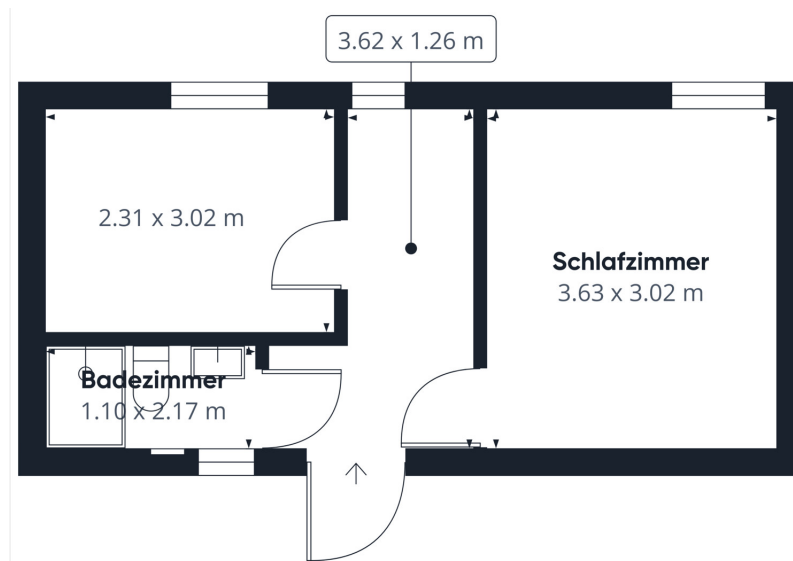 3.62 x 1.26 m
2.31 x 3.02 m
Schlafzimmer
3.63 x 3.02 m
Badezimmer
1.10 x 2.17 m